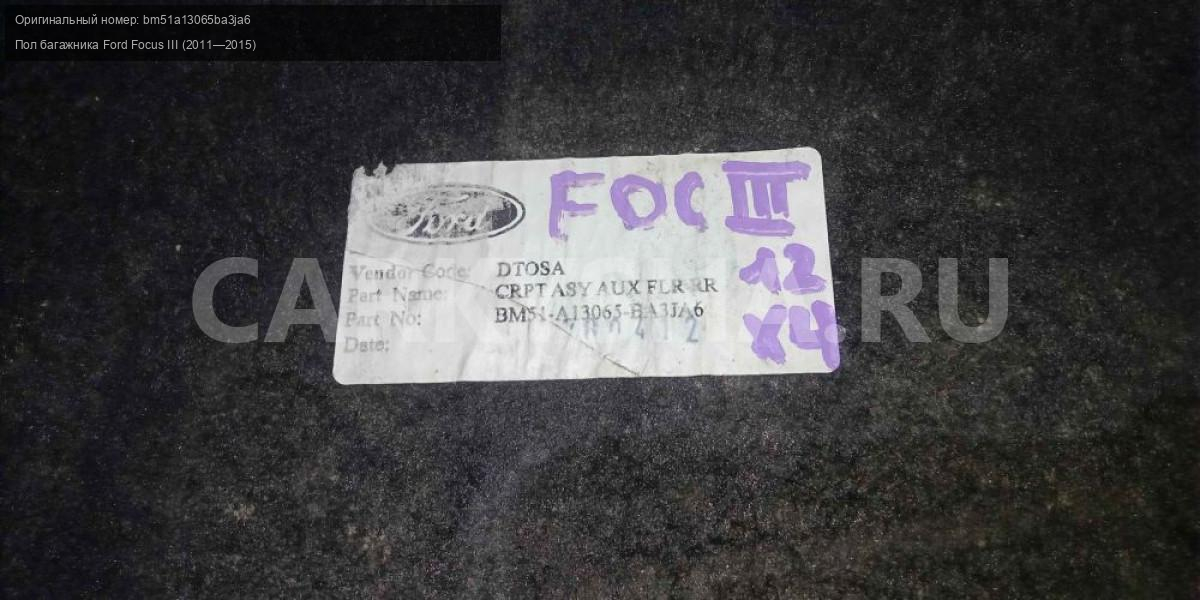 Оригинальный номер: bm51a13065ba3ja6
Пол багажника Ford Focus III (2011—2015)
Ford
FOC III
Vendor Code: DTOSA
12
Part Name: CRPT ASY AUX FLR RR
Part No: BM51-A13065-BA3JA6
X4
Date:
.RU